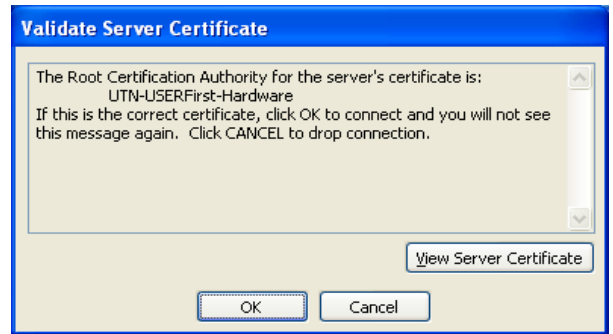 Validate Server Certificate
The Root Certification Authority for the server's certificate is:
UTN-USERFirst-Hardware
If this is the correct certificate, click OK to connect and you will not see
this message again. Click CANCEL to drop connection.
View Server Certificate
OK
Cancel